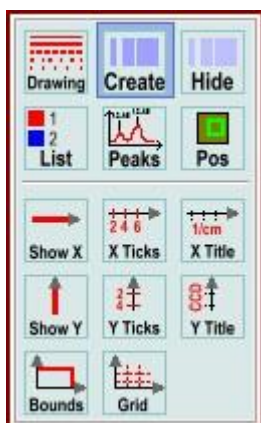 Drawing Create Hide
1
2
List Peaks Pos
2 4 6 1/cm
Show X X Ticks X Title
2
4
Show Y Y Ticks Y Title
Bounds Grid